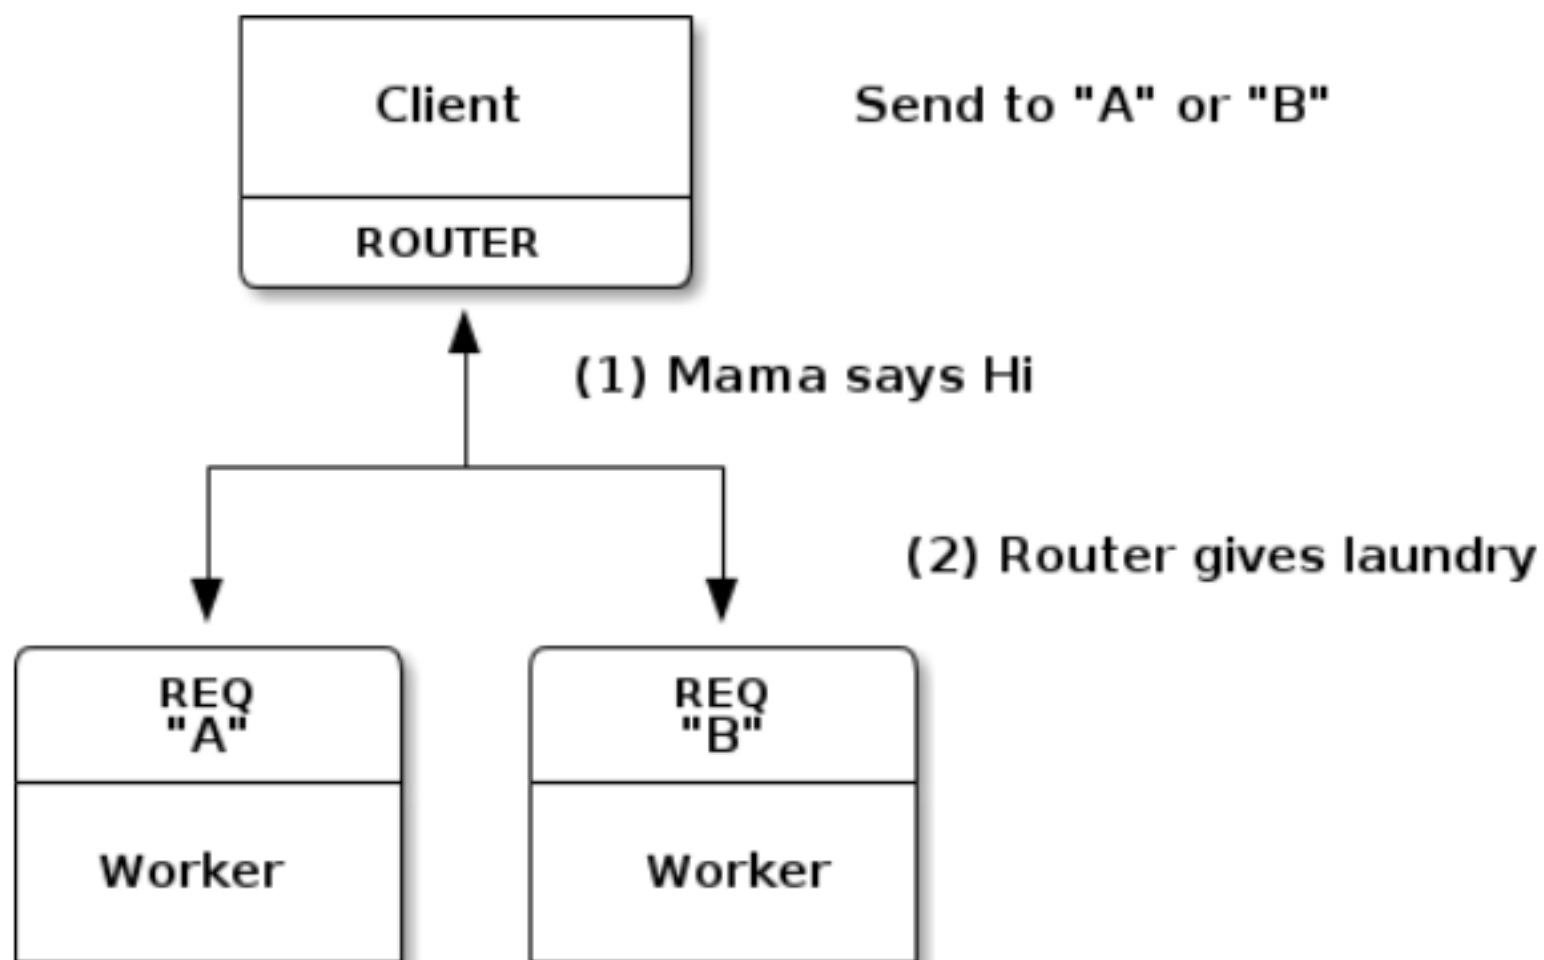 Client
Send to "A" or "B"
ROUTER
(1) Mama says Hi
(2) Router gives laundry
REQ
"A"
REQ
"B"
Worker
Worker